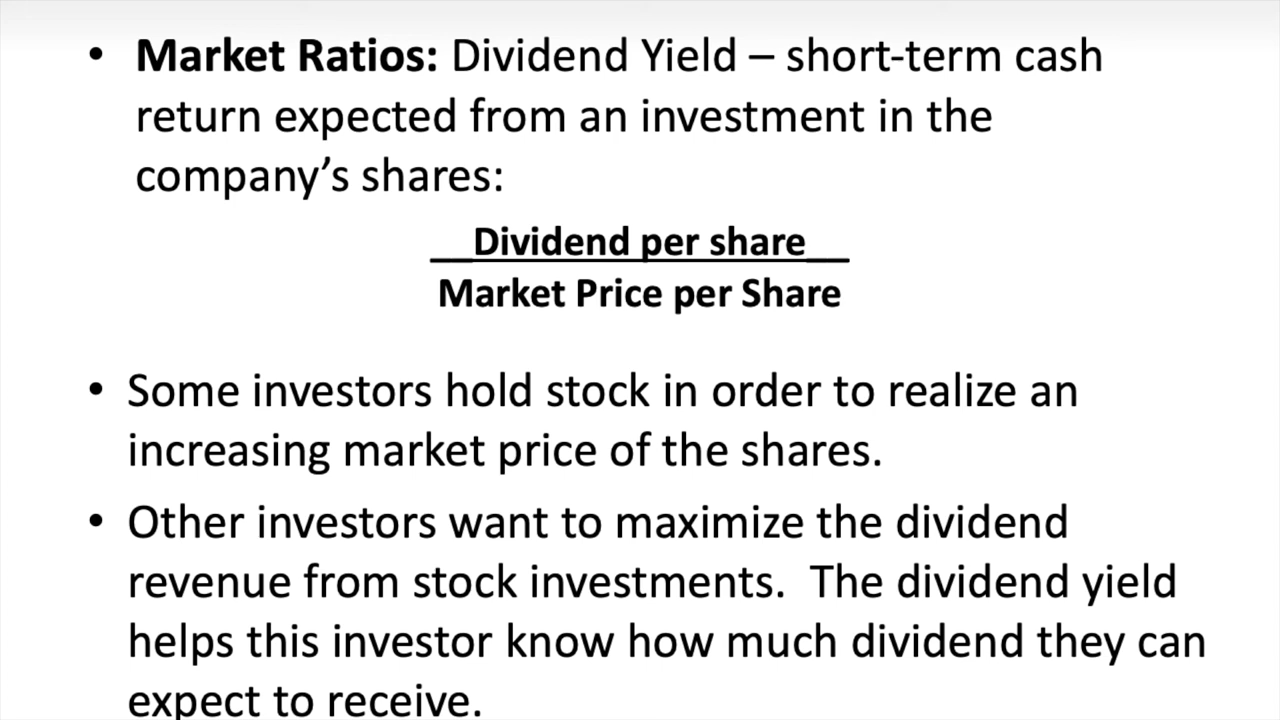 • Market Ratios: Dividend Yield – short-term cash
return expected from an investment in the
company’s shares:
__Dividend per share__
Market Price per Share
• Some investors hold stock in order to realize an
increasing market price of the shares.
• Other investors want to maximize the dividend
revenue from stock investments.  The dividend yield
helps this investor know how much dividend they can
expect to receive.